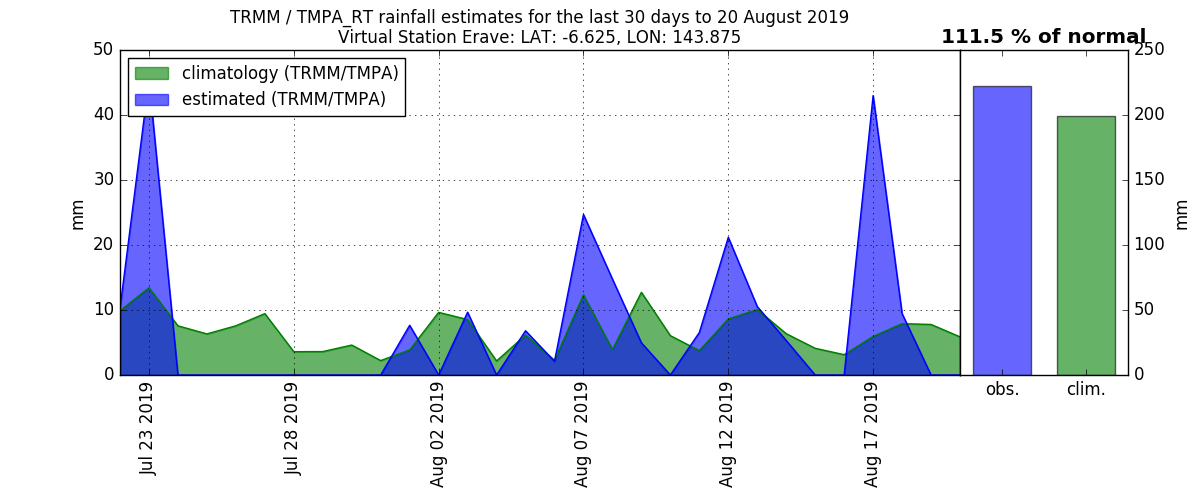 TRMM / TMPA_RT rainfall estimates for the last 30 days to 20 August 2019
Virtual Station Erave: LAT: -6.625, LON: 143.875
111.5 % of normal
climatology (TRMM/TMPA)
estimated (TRMM/TMPA)
50
40
30
20
10
0
mm
Jul 23 2019
Jul 28 2019
Aug 02 2019
Aug 07 2019
Aug 12 2019
Aug 17 2019
obs.
clim.
250
200
150
100
50
0
mm